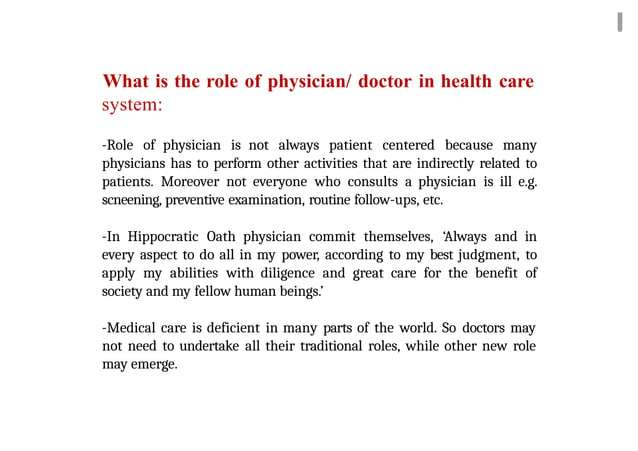 What is the role of physician/ doctor in health care
system:
-Role of physician is not always patient centered because many
physicians has to perform other activities that are indirectly related to
patients. Moreover not everyone who consults a physician is ill e.g.
scneening, preventive examination, routine follow-ups, etc.
-In Hippocratic Oath physician commit themselves, ‘Always and in
every aspect to do all in my power, according to my best judgment, to
apply my abilities with diligence and great care for the benefit of
society and my fellow human beings.’
-Medical care is deficient in many parts of the world. So doctors may
not need to undertake all their traditional roles, while other new role
may emerge.